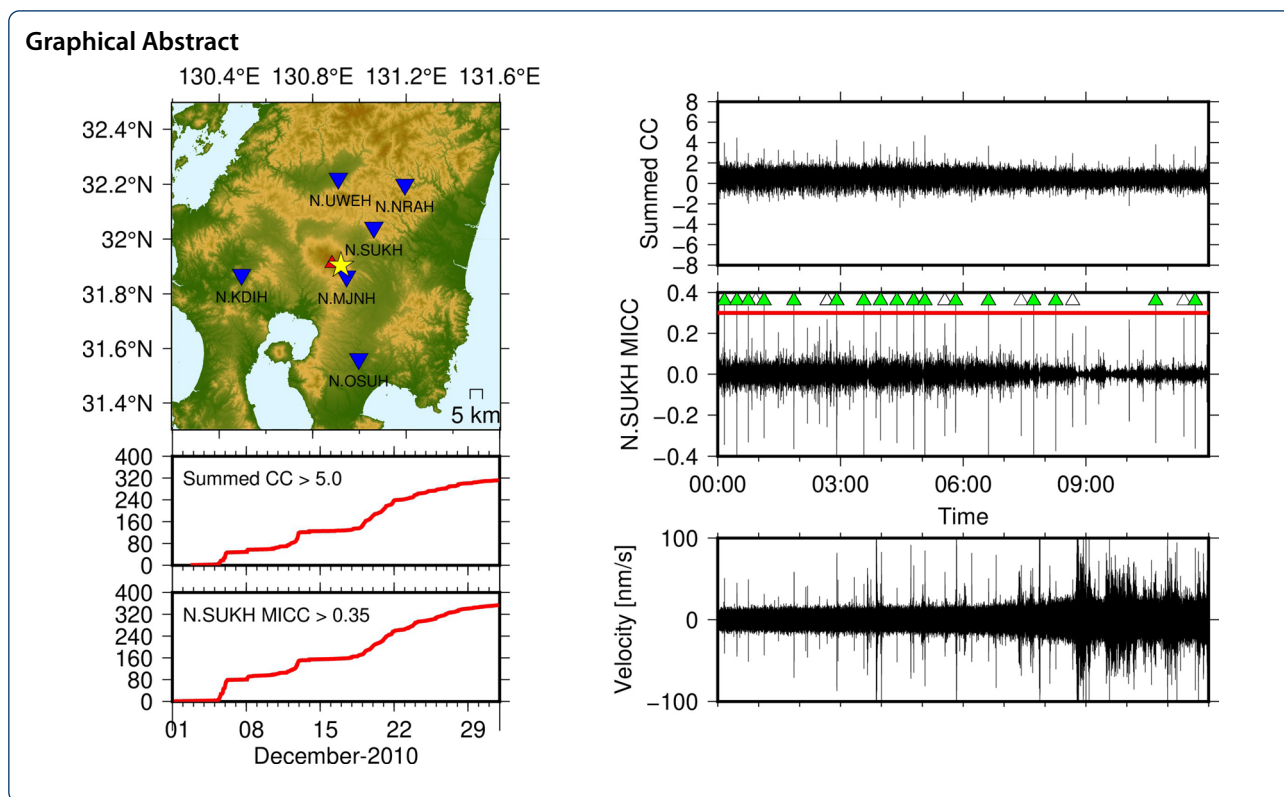 Graphical Abstract
130.4°E 130.8°E 131.2°E 131.6°E
32.4°N
32.2°N
32°N
31.8°N
31.6°N
31.4°N
N.UWEH
N.NRAH
N.SUKH
N.KDIH
N.MJNH
N.OSUH
5 km
400
320
240
160
80
0
Summed CC > 5.0
400
320
240
160
80
0
N.SUKH MICC > 0.35
01 08 15 22 29
December-2010
Summed CC
8
6
4
2
0
−2
−4
−6
−8
N.SUKH MICC
0.4
0.2
0.0
−0.2
−0.4
00:00 03:00 06:00 09:00
Time
Velocity [nm/s]
100
0
−100